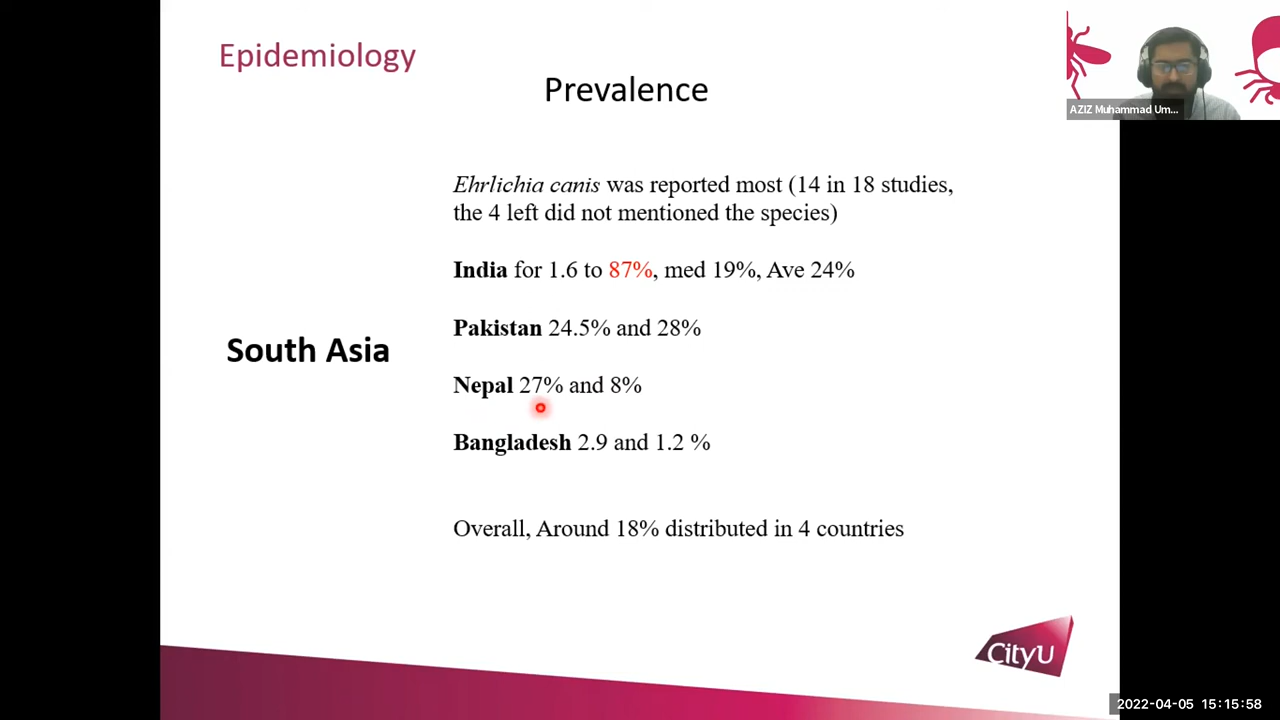 Epidemiology
Prevalence
AZIZ Muhammad Um...
Ehrlichia canis was reported most (14 in 18 studies,
the 4 left did not mentioned the species)
India for 1.6 to 87%, med 19%, Ave 24%
Pakistan 24.5% and 28%
South Asia
Nepal 27% and 8%
Bangladesh 2.9 and 1.2 %
Overall, Around 18% distributed in 4 countries
CityU
2022-04-05 15:15:58